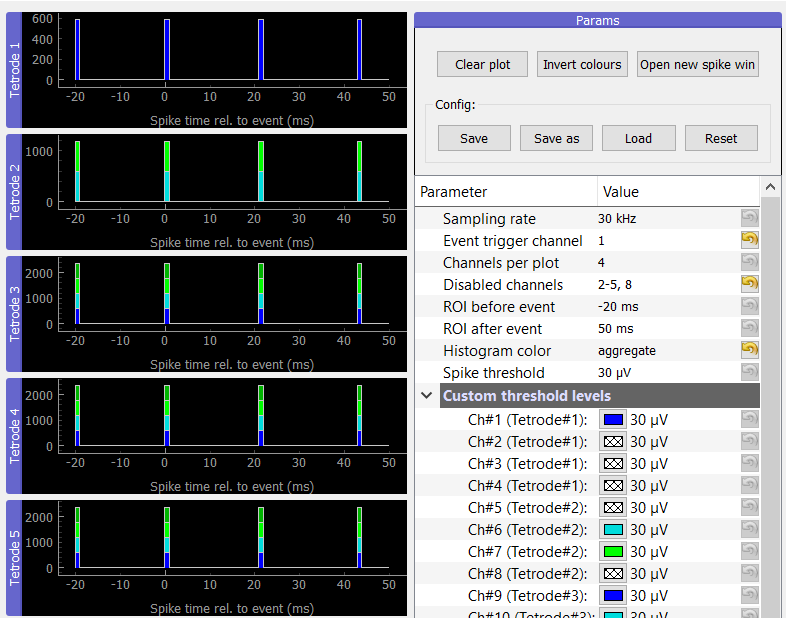 Tetrode 1
600
400
200
0
-20 -10 0 10 20 30 40 50
Spike time rel. to event (ms)
Tetrode 2
1000
0
-20 -10 0 10 20 30 40 50
Spike time rel. to event (ms)
Tetrode 3
2000
1000
0
-20 -10 0 10 20 30 40 50
Spike time rel. to event (ms)
Tetrode 4
2000
1000
0
-20 -10 0 10 20 30 40 50
Spike time rel. to event (ms)
Tetrode 5
2000
1000
0
-20 -10 0 10 20 30 40 50
Spike time rel. to event (ms)
Params
Clear plot Invert colours Open new spike win
Config:
Save Save as Load Reset
Parameter Value
Sampling rate 30 kHz
Event trigger channel 1
Channels per plot 4
Disabled channels 2-5, 8
ROI before event -20 ms
ROI after event 50 ms
Histogram color aggregate
Spike threshold 30 µV
Custom threshold levels
Ch#1 (Tetrode#1): 30 µV
Ch#2 (Tetrode#1): 30 µV
Ch#3 (Tetrode#1): 30 µV
Ch#4 (Tetrode#1): 30 µV
Ch#5 (Tetrode#2): 30 µV
Ch#6 (Tetrode#2): 30 µV
Ch#7 (Tetrode#2): 30 µV
Ch#8 (Tetrode#2): 30 µV
Ch#9 (Tetrode#3): 30 µV
Ch#10 (Tetrode#3): 30 µV